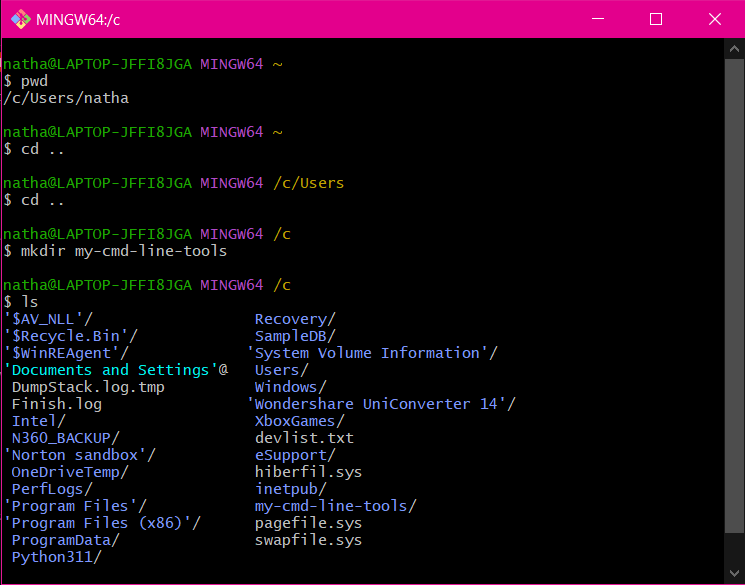 MINGW64:/c
natha@LAPTOP-JFFI8JGA MINGW64 ~
$ pwd
/c/Users/natha
natha@LAPTOP-JFFI8JGA MINGW64 ~
$ cd ..
natha@LAPTOP-JFFI8JGA MINGW64 /c/Users
$ cd ..
natha@LAPTOP-JFFI8JGA MINGW64 /c
$ mkdir my-cmd-line-tools
natha@LAPTOP-JFFI8JGA MINGW64 /c
$ ls
'$AV_NLL'/ Recovery/
'$Recycle.Bin'/ SampleDB/
'$WinREAgent'/ 'System Volume Information'/
'Documents and Settings'@ Users/
DumpStack.log.tmp Windows/
Finish.log 'Wondershare UniConverter 14'/
Intel/ XboxGames/
N360_BACKUP/ devlist.txt
'Norton sandbox'/ eSupport/
OneDriveTemp/ hiberfil.sys
PerfLogs/ inetpub/
'Program Files'/ my-cmd-line-tools/
'Program Files (x86)'/ pagefile.sys
ProgramData/ swapfile.sys
Python311/